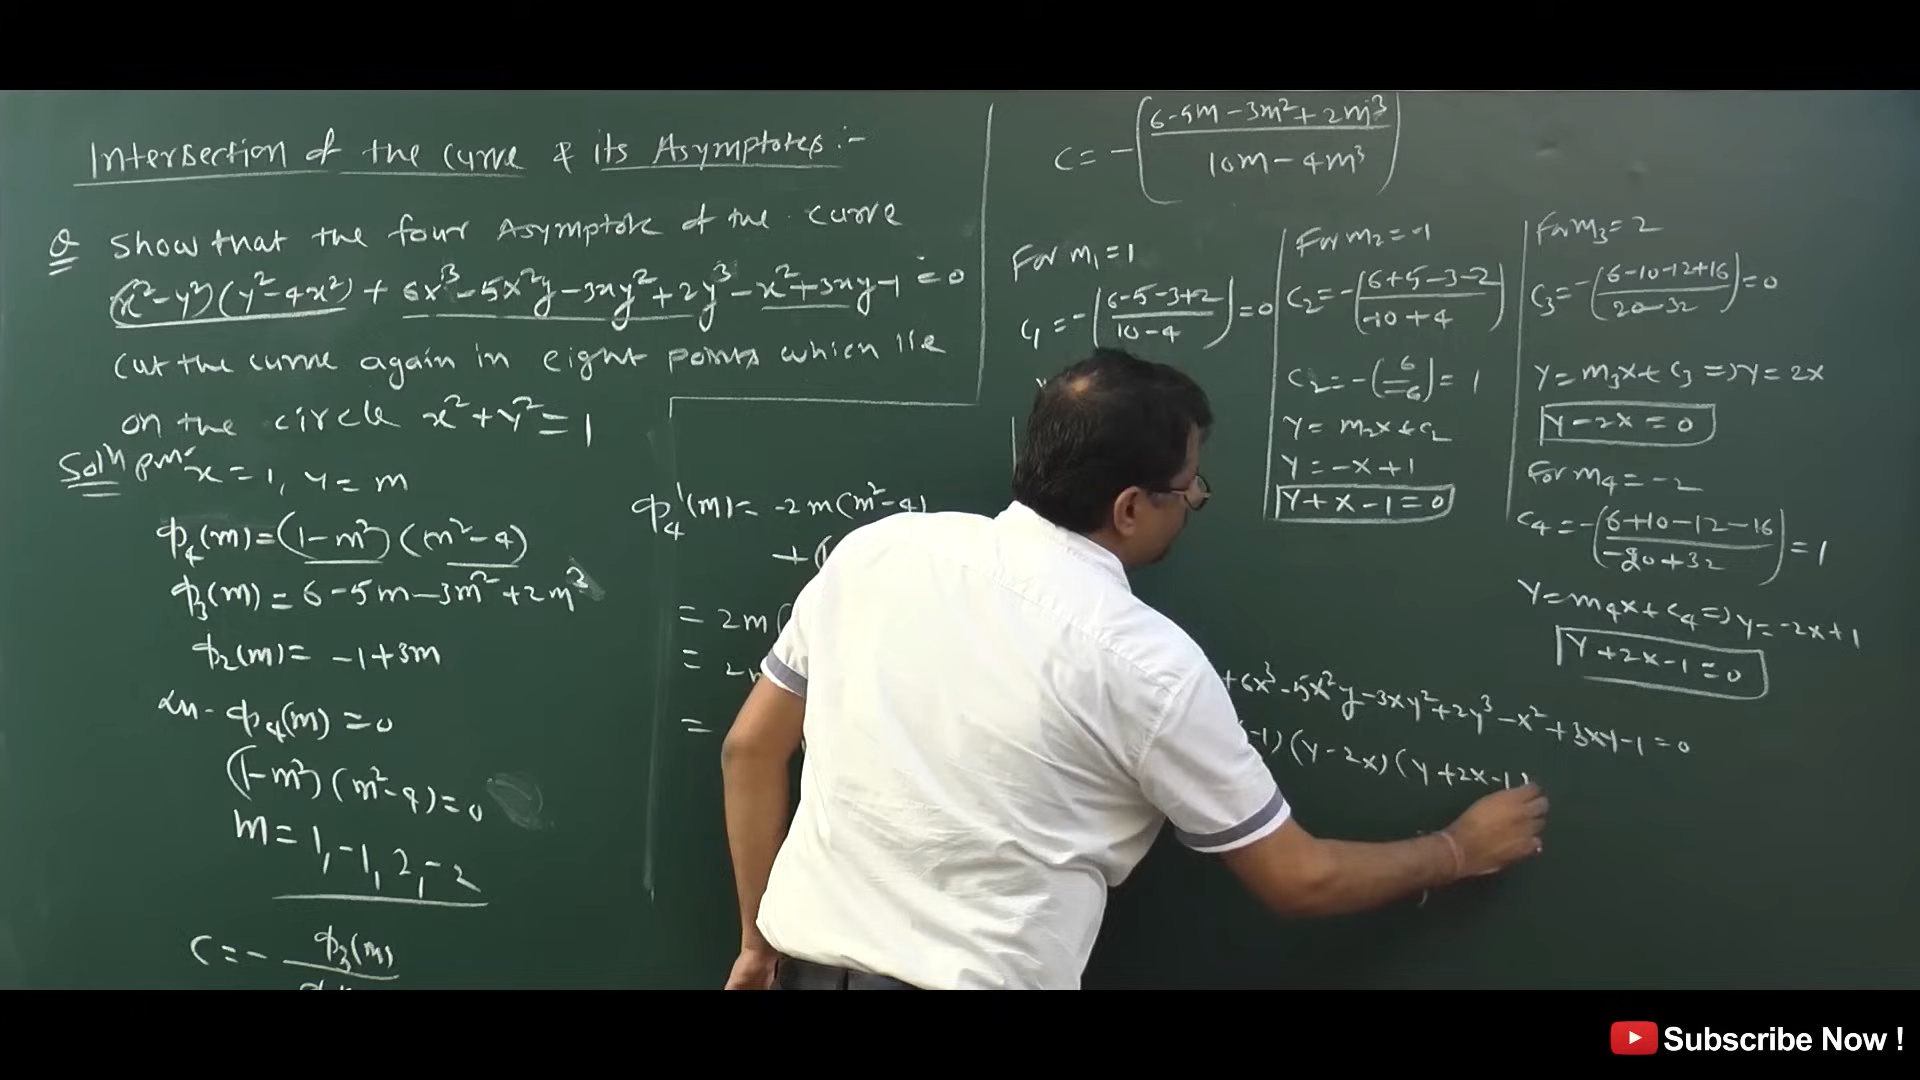 Intersection of the curve & its Asymptotes:-
Q Show that the four Asymptote of the curve
(x²-y²)(y²-4x²) + 6x³-5x²y-3xy²+2y³-x²+3xy-1=0
cut the curve again in eight points which lie
on the circle x²+y²=1
Solⁿ put x=1, y=m
ϕ₄(m)=(1-m²)(m²-4)
ϕ₃(m)=6-5m-3m²+2m³
ϕ₂(m)= -1+3m
ϕ₄(m)=0
(1-m²)(m²-4)=0
m=1,-1,2,-2
C=- ϕ₃(m)
ϕ₄'(m)= -2m(m²-4)
+(
= 2m(
= 2m
=
C=-(6-5m-3m²+2m³ / 10m-4m³)
For m₁=1
C₁=-(6-5-3+2 / 10-4)=0
For m₂=-1
C₂=-(6+5-3-2 / -10+4)
C₂=-(6/-6)=1
Y=m₂x+c₂
Y=-x+1
Y+x-1=0
For m₃=2
C₃=-(6-10-12+16 / 20-32)=0
Y=m₃x+c₃=)Y=2x
Y-2x=0
For m₄=-2
C₄=-(6+10-12-16 / -20+32)=1
Y=m₄x+c₄=)y=-2x+1
Y+2x-1=0
+6x³-5x²y-3xy²+2y³-x²+3xy-1=0
-1)(y-2x)(y+2x-1)
Subscribe Now !